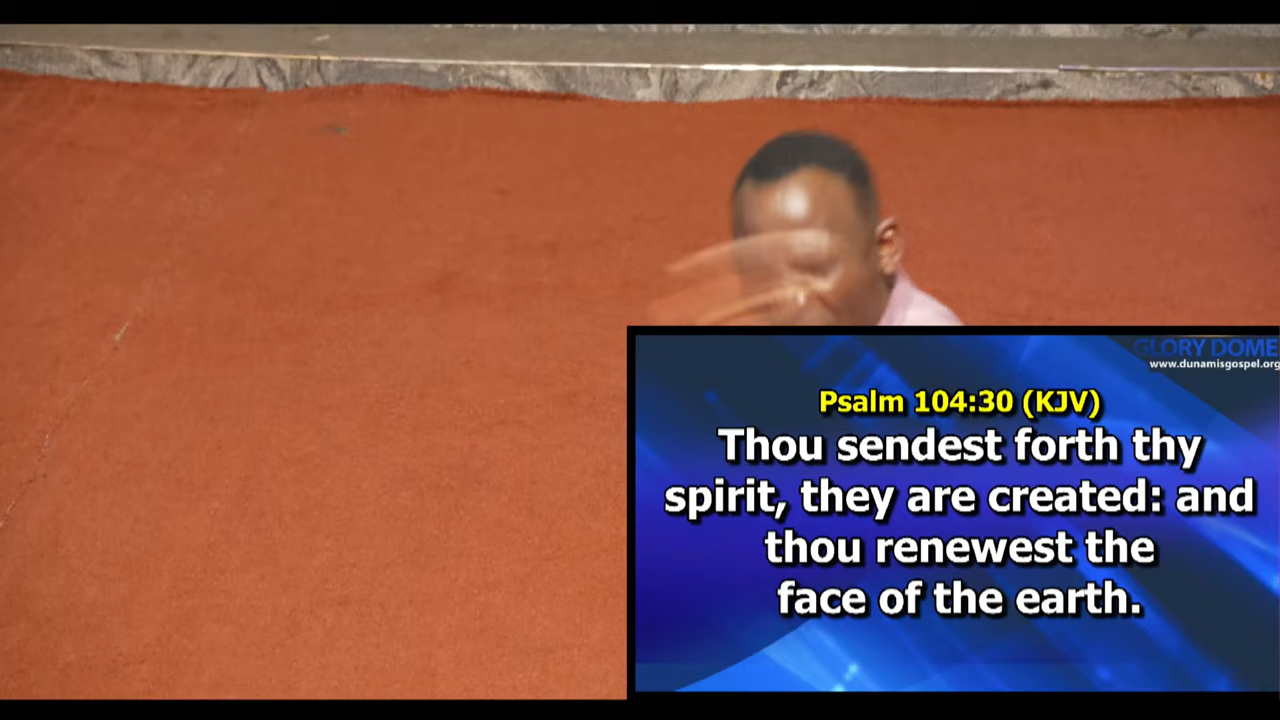 GLORY DOME
www.dunamisgospel.org
Psalm 104:30 (KJV)
Thou sendest forth thy
spirit, they are created: and
thou renewest the
face of the earth.